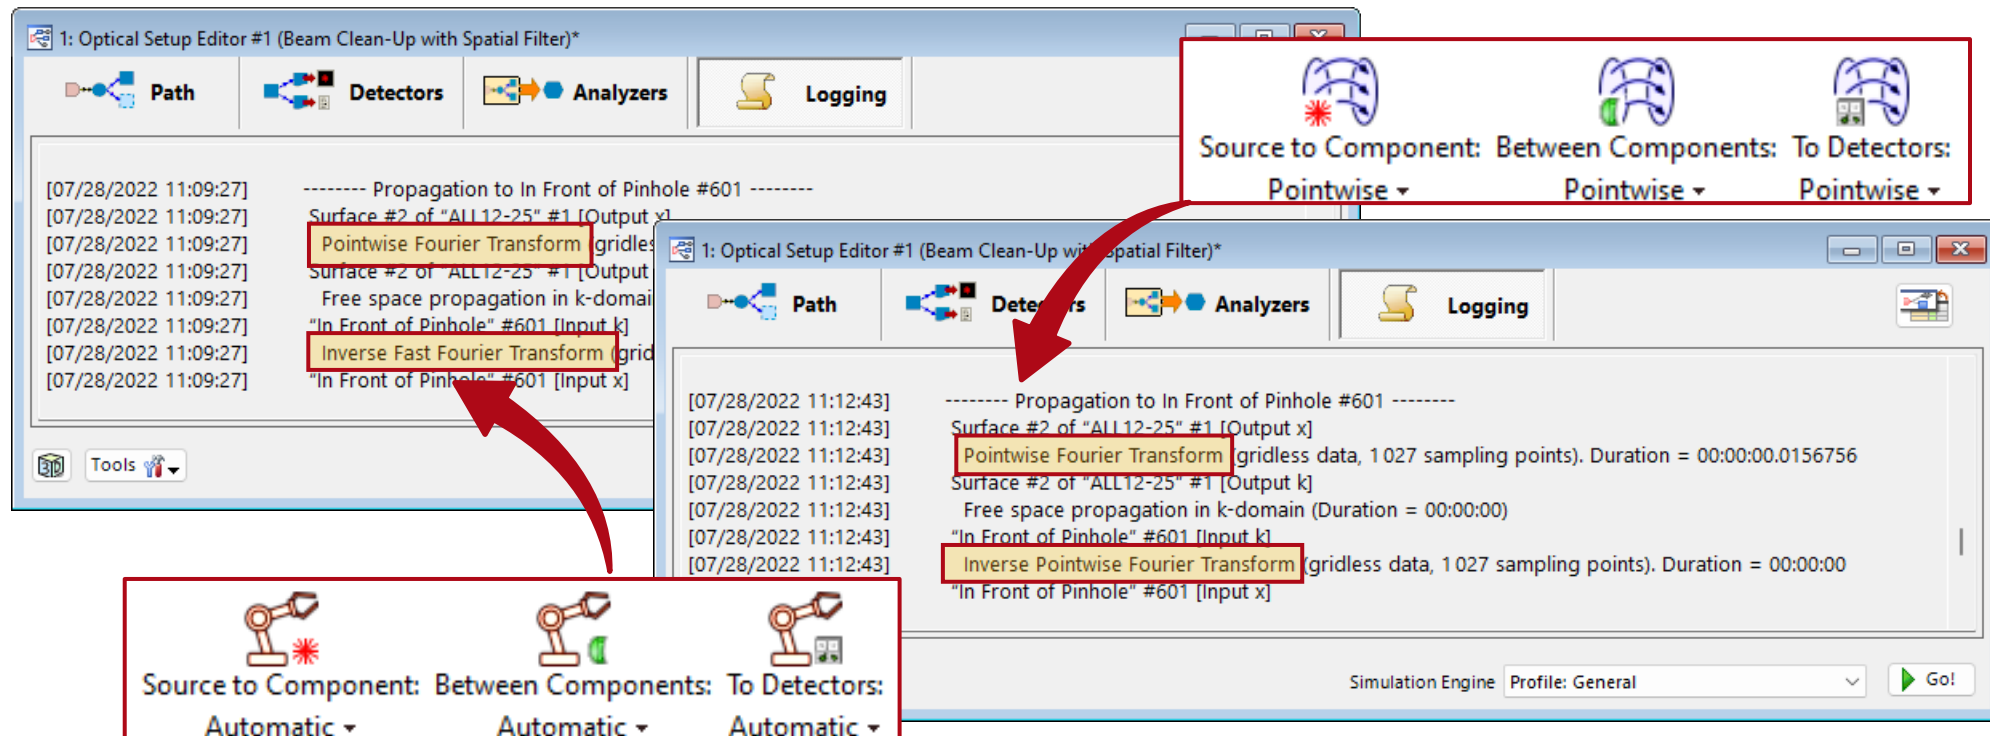 1: Optical Setup Editor #1 (Beam Clean-Up with Spatial Filter)*
Path
Detectors
Analyzers
Logging
[07/28/2022 11:09:27] -------- Propagation to In Front of Pinhole #601 --------
[07/28/2022 11:09:27] Surface #2 of "ALL12-25" #1 [Output x]
[07/28/2022 11:09:27] Pointwise Fourier Transform (gridles
[07/28/2022 11:09:27] Surface #2 of "ALL12-25" #1 [Output
[07/28/2022 11:09:27] Free space propagation in k-domai
[07/28/2022 11:09:27] "In Front of Pinhole" #601 [Input k]
[07/28/2022 11:09:27] Inverse Fast Fourier Transform (grid
[07/28/2022 11:09:27] "In Front of Pinhole" #601 [Input x]
3D
Tools
Source to Component: Between Components: To Detectors:
Pointwise Pointwise Pointwise
1: Optical Setup Editor #1 (Beam Clean-Up with Spatial Filter)*
Path
Detectors
Analyzers
Logging
[07/28/2022 11:12:43] -------- Propagation to In Front of Pinhole #601 --------
[07/28/2022 11:12:43] Surface #2 of "ALL12-25" #1 [Output x]
[07/28/2022 11:12:43] Pointwise Fourier Transform (gridless data, 1 027 sampling points). Duration = 00:00:00.0156756
[07/28/2022 11:12:43] Surface #2 of "ALL12-25" #1 [Output k]
[07/28/2022 11:12:43] Free space propagation in k-domain (Duration = 00:00:00)
[07/28/2022 11:12:43] "In Front of Pinhole" #601 [Input k]
[07/28/2022 11:12:43] Inverse Pointwise Fourier Transform (gridless data, 1 027 sampling points). Duration = 00:00:00
"In Front of Pinhole" #601 [Input x]
Simulation Engine Profile: General
Go!
Source to Component: Between Components: To Detectors:
Automatic Automatic Automatic